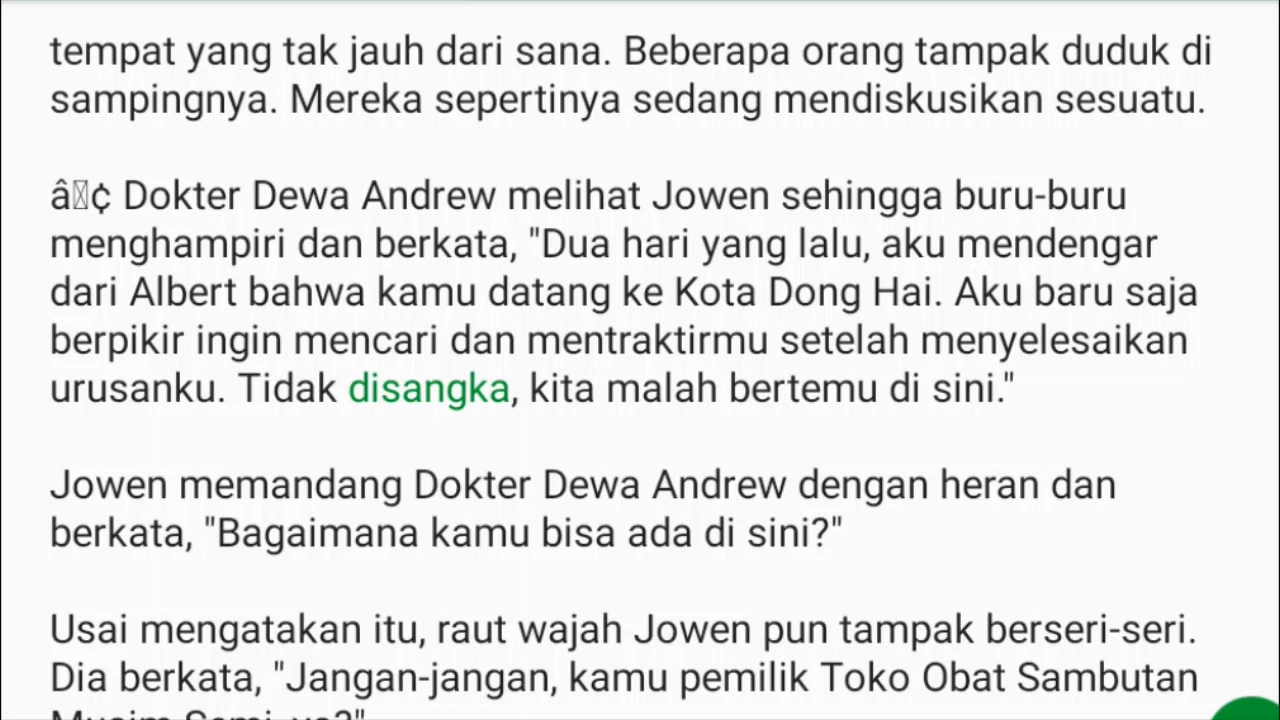 tempat yang tak jauh dari sana. Beberapa orang tampak duduk di
sampingnya. Mereka sepertinya sedang mendiskusikan sesuatu.
â¢ Dokter Dewa Andrew melihat Jowen sehingga buru-buru
menghampiri dan berkata, "Dua hari yang lalu, aku mendengar
dari Albert bahwa kamu datang ke Kota Dong Hai. Aku baru saja
berpikir ingin mencari dan mentraktirmu setelah menyelesaikan
urusanku. Tidak disangka, kita malah bertemu di sini."
Jowen memandang Dokter Dewa Andrew dengan heran dan
berkata, "Bagaimana kamu bisa ada di sini?"
Usai mengatakan itu, raut wajah Jowen pun tampak berseri-seri.
Dia berkata, "Jangan-jangan, kamu pemilik Toko Obat Sambutan
Musim Semi, ya?"